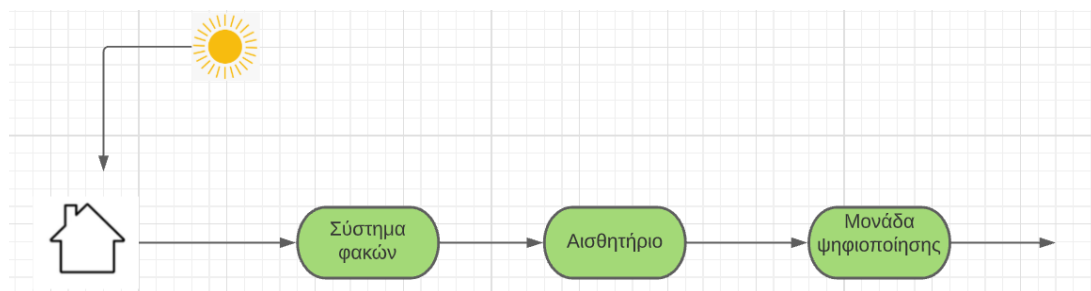 Σύστημα
φακών
Αισθητήριο
Μονάδα
ψηφιοποίησης